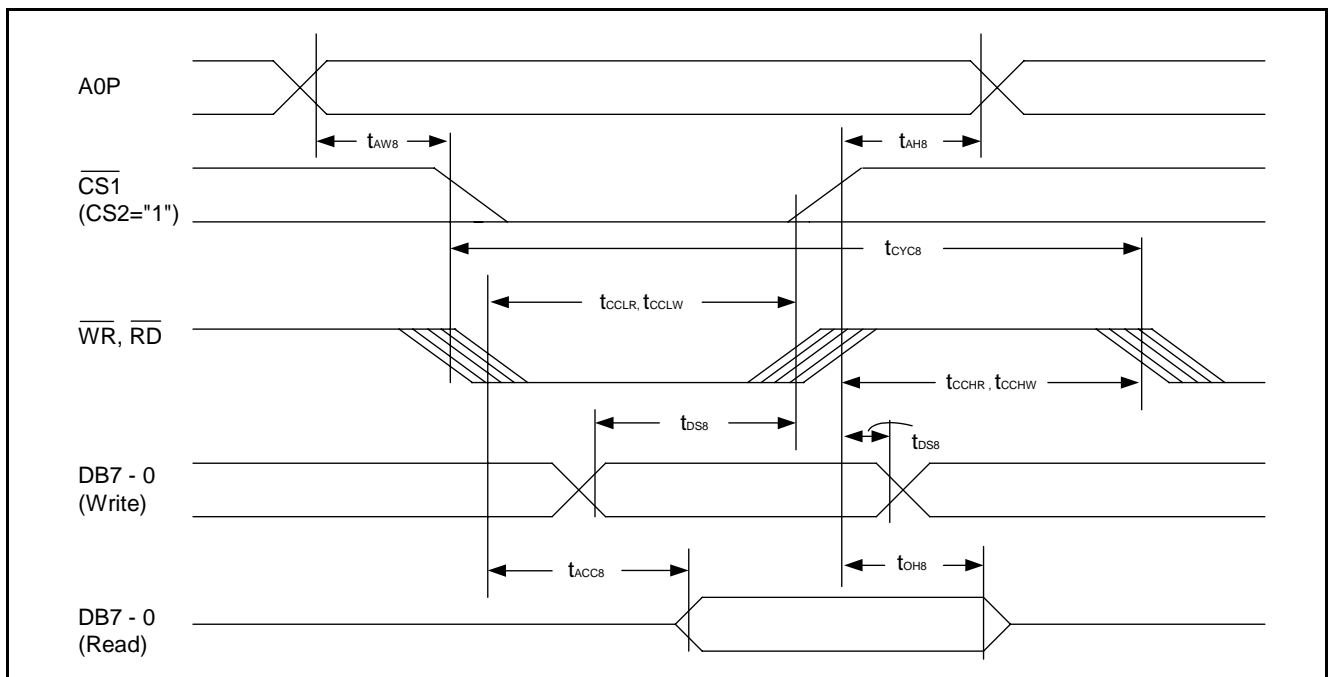 A0P
tAW8
tAH8
CS1
(CS2="1")
tCYC8
tCCLR, tCCLW
WR, RD
tCCHR, tCCHW
tDS8
tDS8
DB7 - 0
(Write)
tACC8
tOH8
DB7 - 0
(Read)